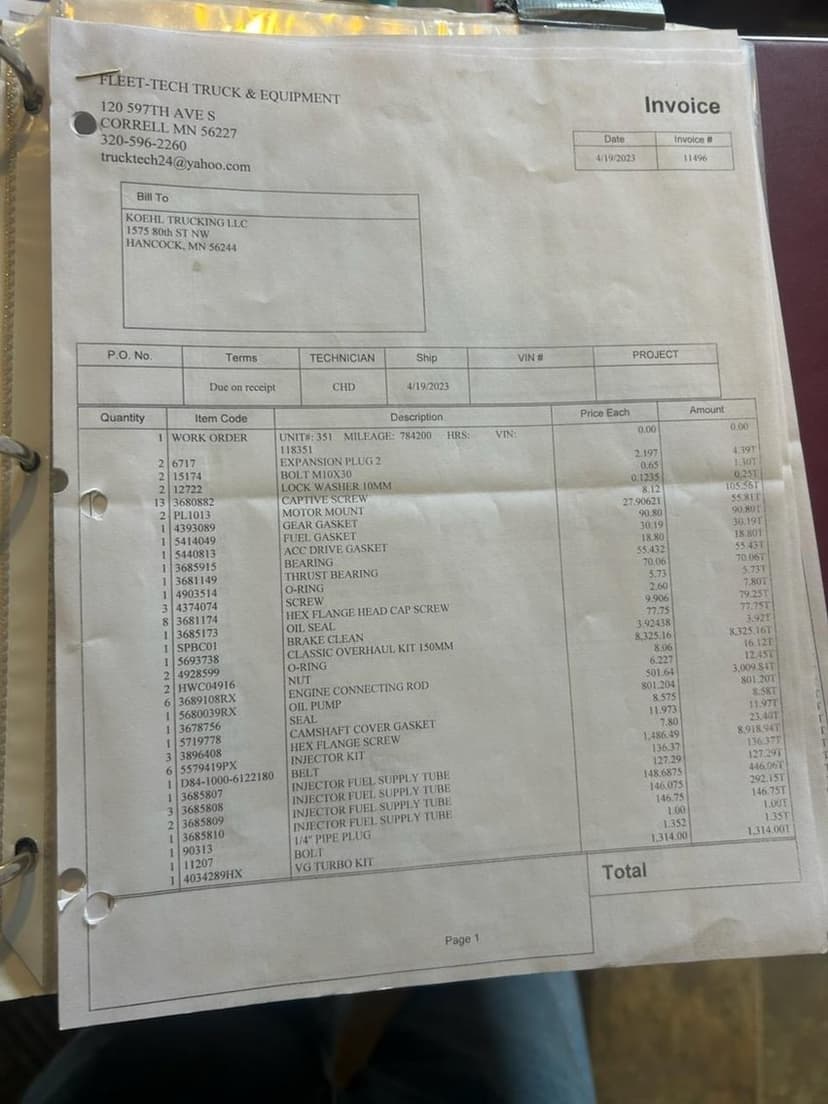 FLEET-TECH TRUCK & EQUIPMENT
120 597TH AVE S
CORRELL MN 56227
320-596-2260
trucktech24@yahoo.com
Invoice
Date Invoice #
4/19/2023 11496
Bill To
KOEHL TRUCKING LLC
1575 80th ST NW
HANCOCK, MN 56244
P.O. No. Terms TECHNICIAN Ship VIN # PROJECT
Due on receipt CHD 4/19/2023
Quantity Item Code Description Price Each Amount
1 WORK ORDER UNIT#: 351 MILEAGE: 784200 HRS: VIN: 0.00 0.00
118351
2 6717 EXPANSION PLUG 2 2.197 4.39T
2 15174 BOLT M10X30 0.65 1.30T
2 12722 LOCK WASHER 10MM 0.1235 0.25T
13 3680882 CAPTIVE SCREW 8.12 105.56T
2 PL1013 MOTOR MOUNT 27.90621 55.81T
1 4393089 GEAR GASKET 90.80 90.80T
1 5414049 FUEL GASKET 30.19 30.19T
1 5440813 ACC DRIVE GASKET 18.80 18.80T
1 3685915 BEARING 55.432 55.43T
1 3681149 THRUST BEARING 70.06 70.06T
1 4903514 O-RING 5.73 5.73T
3 4374074 SCREW 2.60 7.80T
8 3681174 HEX FLANGE HEAD CAP SCREW 9.906 79.25T
1 3685173 OIL SEAL 77.75 77.75T
1 SPBC01 BRAKE CLEAN 3.92438 3.92T
1 5693738 CLASSIC OVERHAUL KIT 150MM 8,325.16 8,325.16T
2 4928599 O-RING 8.06 16.12T
2 HWC04916 NUT 6.227 12.45T
6 3689108RX ENGINE CONNECTING ROD 501.64 3,009.84T
1 5680039RX OIL PUMP 801.204 801.20T
1 3678756 SEAL 8.575 8.58T
1 5719778 CAMSHAFT COVER GASKET 11.973 11.97T
3 3896408 HEX FLANGE SCREW 7.80 23.40T
6 5579419PX INJECTOR KIT 1,486.49 8,918.94T
1 D84-1000-6122180 BELT 136.37 136.37T
1 3685807 INJECTOR FUEL SUPPLY TUBE 127.29 127.29T
3 3685808 INJECTOR FUEL SUPPLY TUBE 148.6875 446.06T
2 3685809 INJECTOR FUEL SUPPLY TUBE 146.075 292.15T
1 3685810 INJECTOR FUEL SUPPLY TUBE 146.75 146.75T
1 90313 1/4" PIPE PLUG 1.00 1.00T
1 11207 BOLT 1.352 1.35T
1 4034289HX VG TURBO KIT 1,314.00 1,314.00T
Total
Page 1